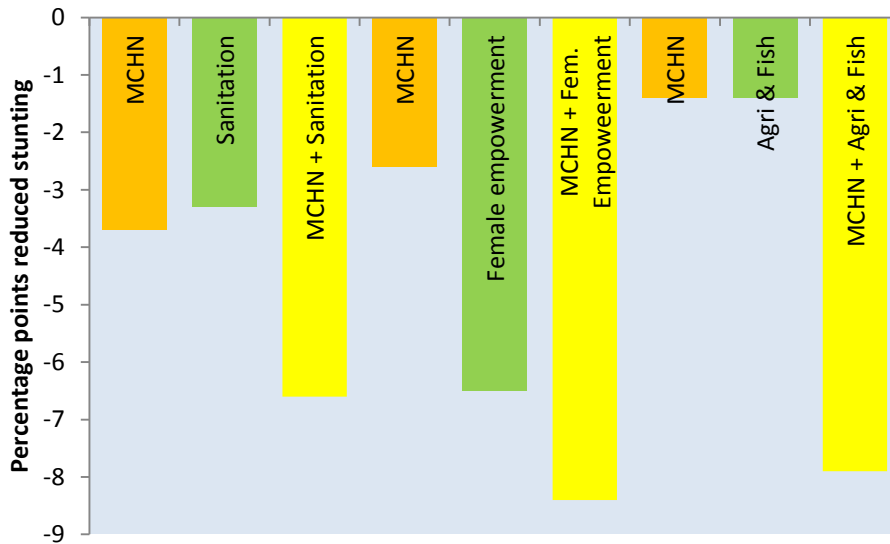 Percentage points reduced stunting
0
-1
-2
-3
-4
-5
-6
-7
-8
-9
MCHN
Sanitation
MCHN + Sanitation
MCHN
Female empowerment
MCHN + Fem.
Empoweerment
MCHN
Agri & Fish
MCHN + Agri & Fish